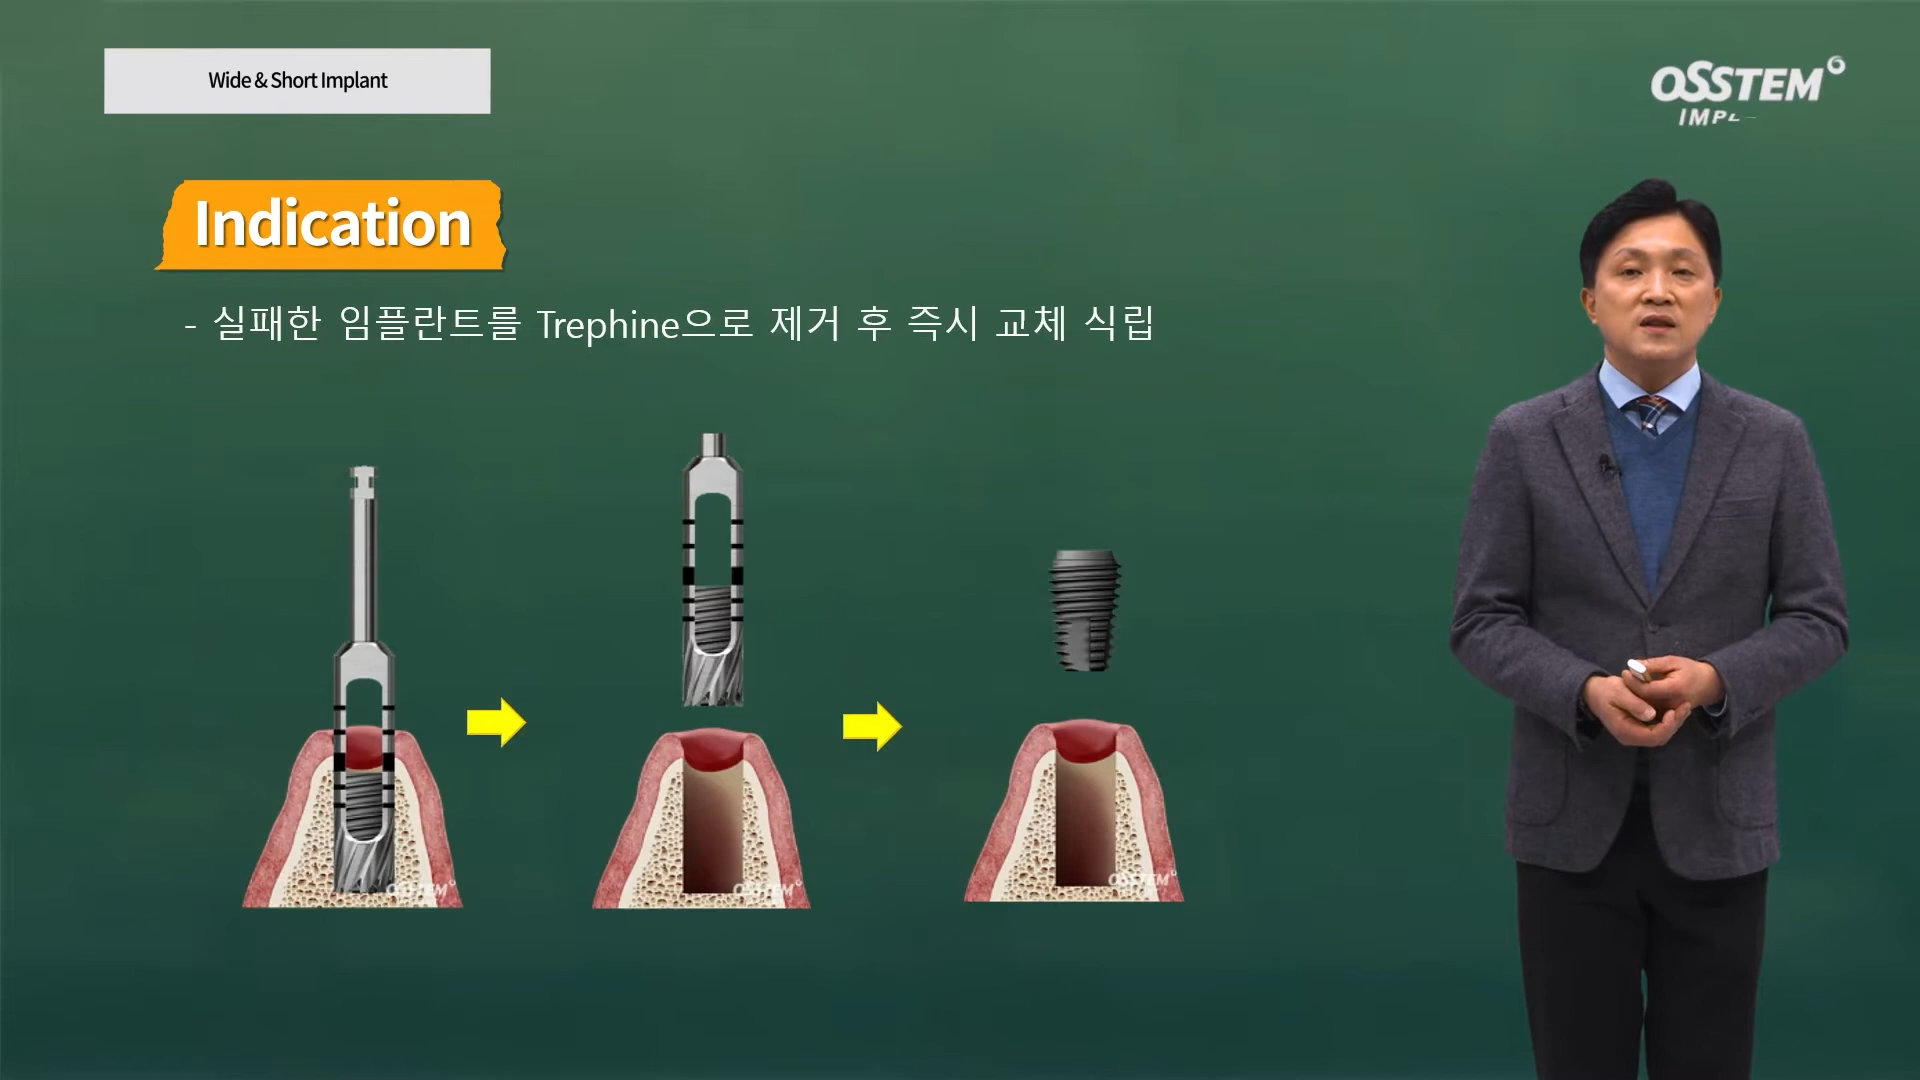 Wide & Short Implant
OSSTEM
IMPL
Indication
- 실패한 임플란트를 Trephine으로 제거 후 즉시 교체 식립
OSSTEM
OSSTEM
OSSTEM